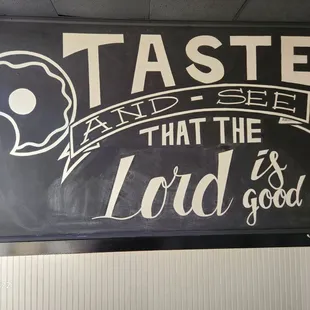 TASTE
AND - SEE
THAT THE
Lord is
good